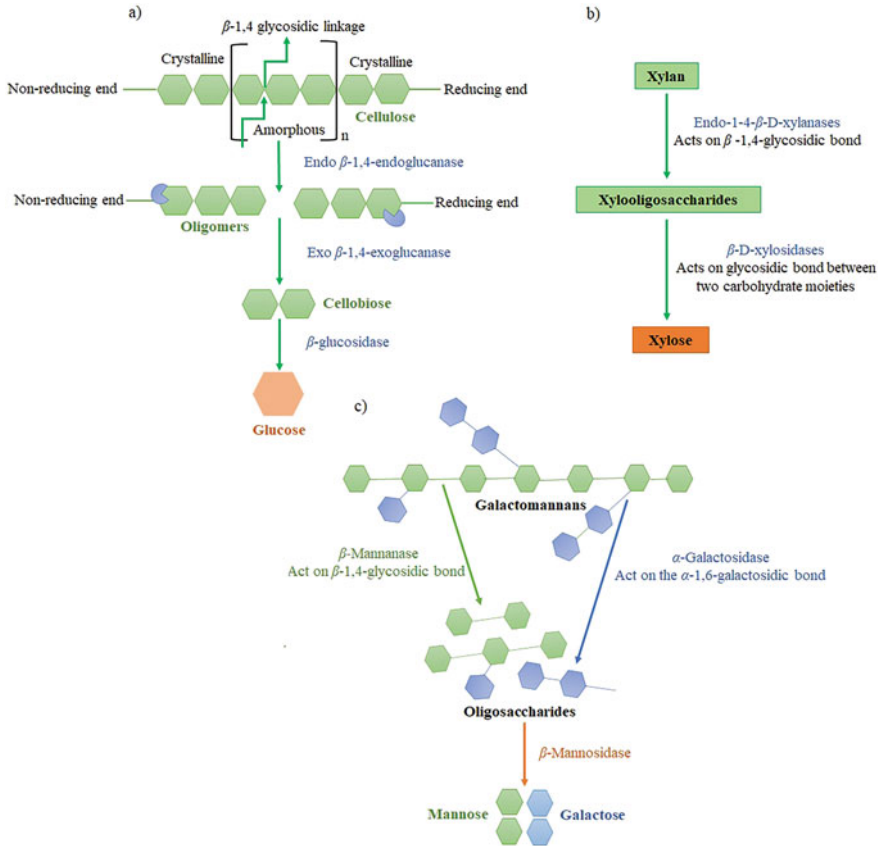 a)
β-1,4 glycosidic linkage
Crystalline
Crystalline
Non-reducing end
Reducing end
Cellulose
Amorphous
n
Endo β-1,4-endoglucanase
Non-reducing end
Reducing end
Oligomers
Exo β-1,4-exoglucanase
Cellobiose
β-glucosidase
Glucose
b)
Xylan
Endo-1-4-β-D-xylanases
Acts on β -1,4-glycosidic bond
Xylooligosaccharides
β-D-xylosidases
Acts on glycosidic bond between
two carbohydrate moieties
Xylose
c)
Galactomannans
β-Mannanase
Act on β-1,4-glycosidic bond
α-Galactosidase
Act on the α-1,6-galactosidic bond
Oligosaccharides
β-Mannosidase
Mannose
Galactose